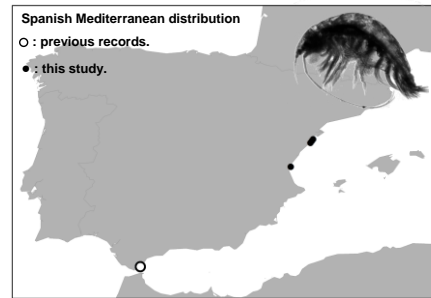 Spanish Mediterranean distribution
○ : previous records.
● : this study.